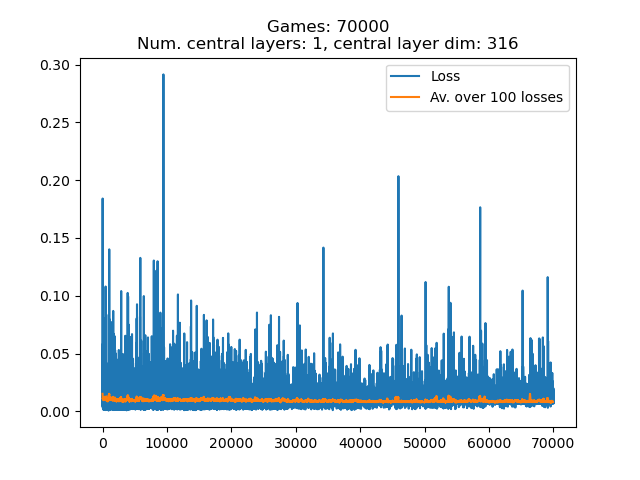 Games: 70000
Num. central layers: 1, central layer dim: 316
Loss
Av. over 100 losses
0.30
0.25
0.20
0.15
0.10
0.05
0.00
0 10000 20000 30000 40000 50000 60000 70000